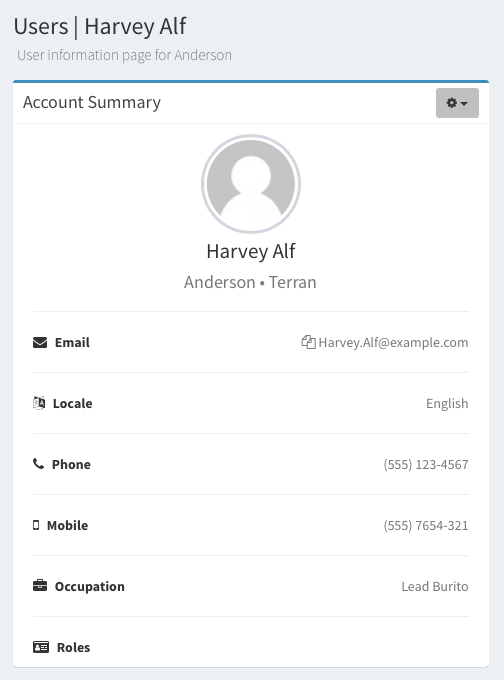 Users | Harvey Alf
User information page for Anderson
Account Summary
Harvey Alf
Anderson • Terran
Email Harvey.Alf@example.com
Locale English
Phone (555) 123-4567
Mobile (555) 7654-321
Occupation Lead Burito
Roles